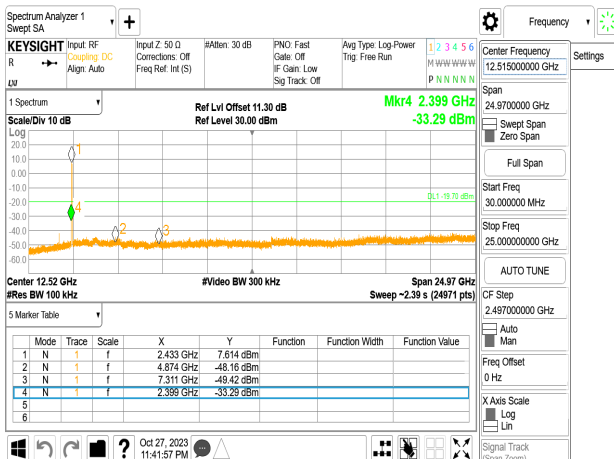 Spectrum Analyzer 1
Swept SA
Frequency
KEYSIGHT
R
LXI
Input: RF
Coupling: DC
Align: Auto
Input Z: 50 Ω
Corrections: Off
Freq Ref: Int (S)
#Atten: 30 dB
PNO: Fast
Gate: Off
IF Gain: Low
Sig Track: Off
Avg Type: Log-Power
Trig: Free Run
1 2 3 4 5 6
M W W W W W
P N N N N N
1 Spectrum
Scale/Div 10 dB
Ref Lvl Offset 11.30 dB
Ref Level 30.00 dBm
Mkr4 2.399 GHz
-33.29 dBm
Log
20.0
10.0
0.00
-10.0
-20.0
-30.0
-40.0
-50.0
-60.0
1
4
2
3
DL1 -19.70 dBm
Center 12.52 GHz
#Res BW 100 kHz
#Video BW 300 kHz
Span 24.97 GHz
Sweep ~2.39 s (24971 pts)
5 Marker Table
Mode Trace Scale X Y Function Function Width Function Value
1 N 1 f 2.433 GHz 7.614 dBm
2 N 1 f 4.874 GHz -48.16 dBm
3 N 1 f 7.311 GHz -49.42 dBm
4 N 1 f 2.399 GHz -33.29 dBm
5
6
Oct 27, 2023
11:41:57 PM
Center Frequency
12.515000000 GHz
Settings
Span
24.9700000 GHz
Swept Span
Zero Span
Full Span
Start Freq
30.000000 MHz
Stop Freq
25.000000000 GHz
AUTO TUNE
CF Step
2.497000000 GHz
Auto
Man
Freq Offset
0 Hz
X Axis Scale
Log
Lin
Signal Track
(Span Zoom)